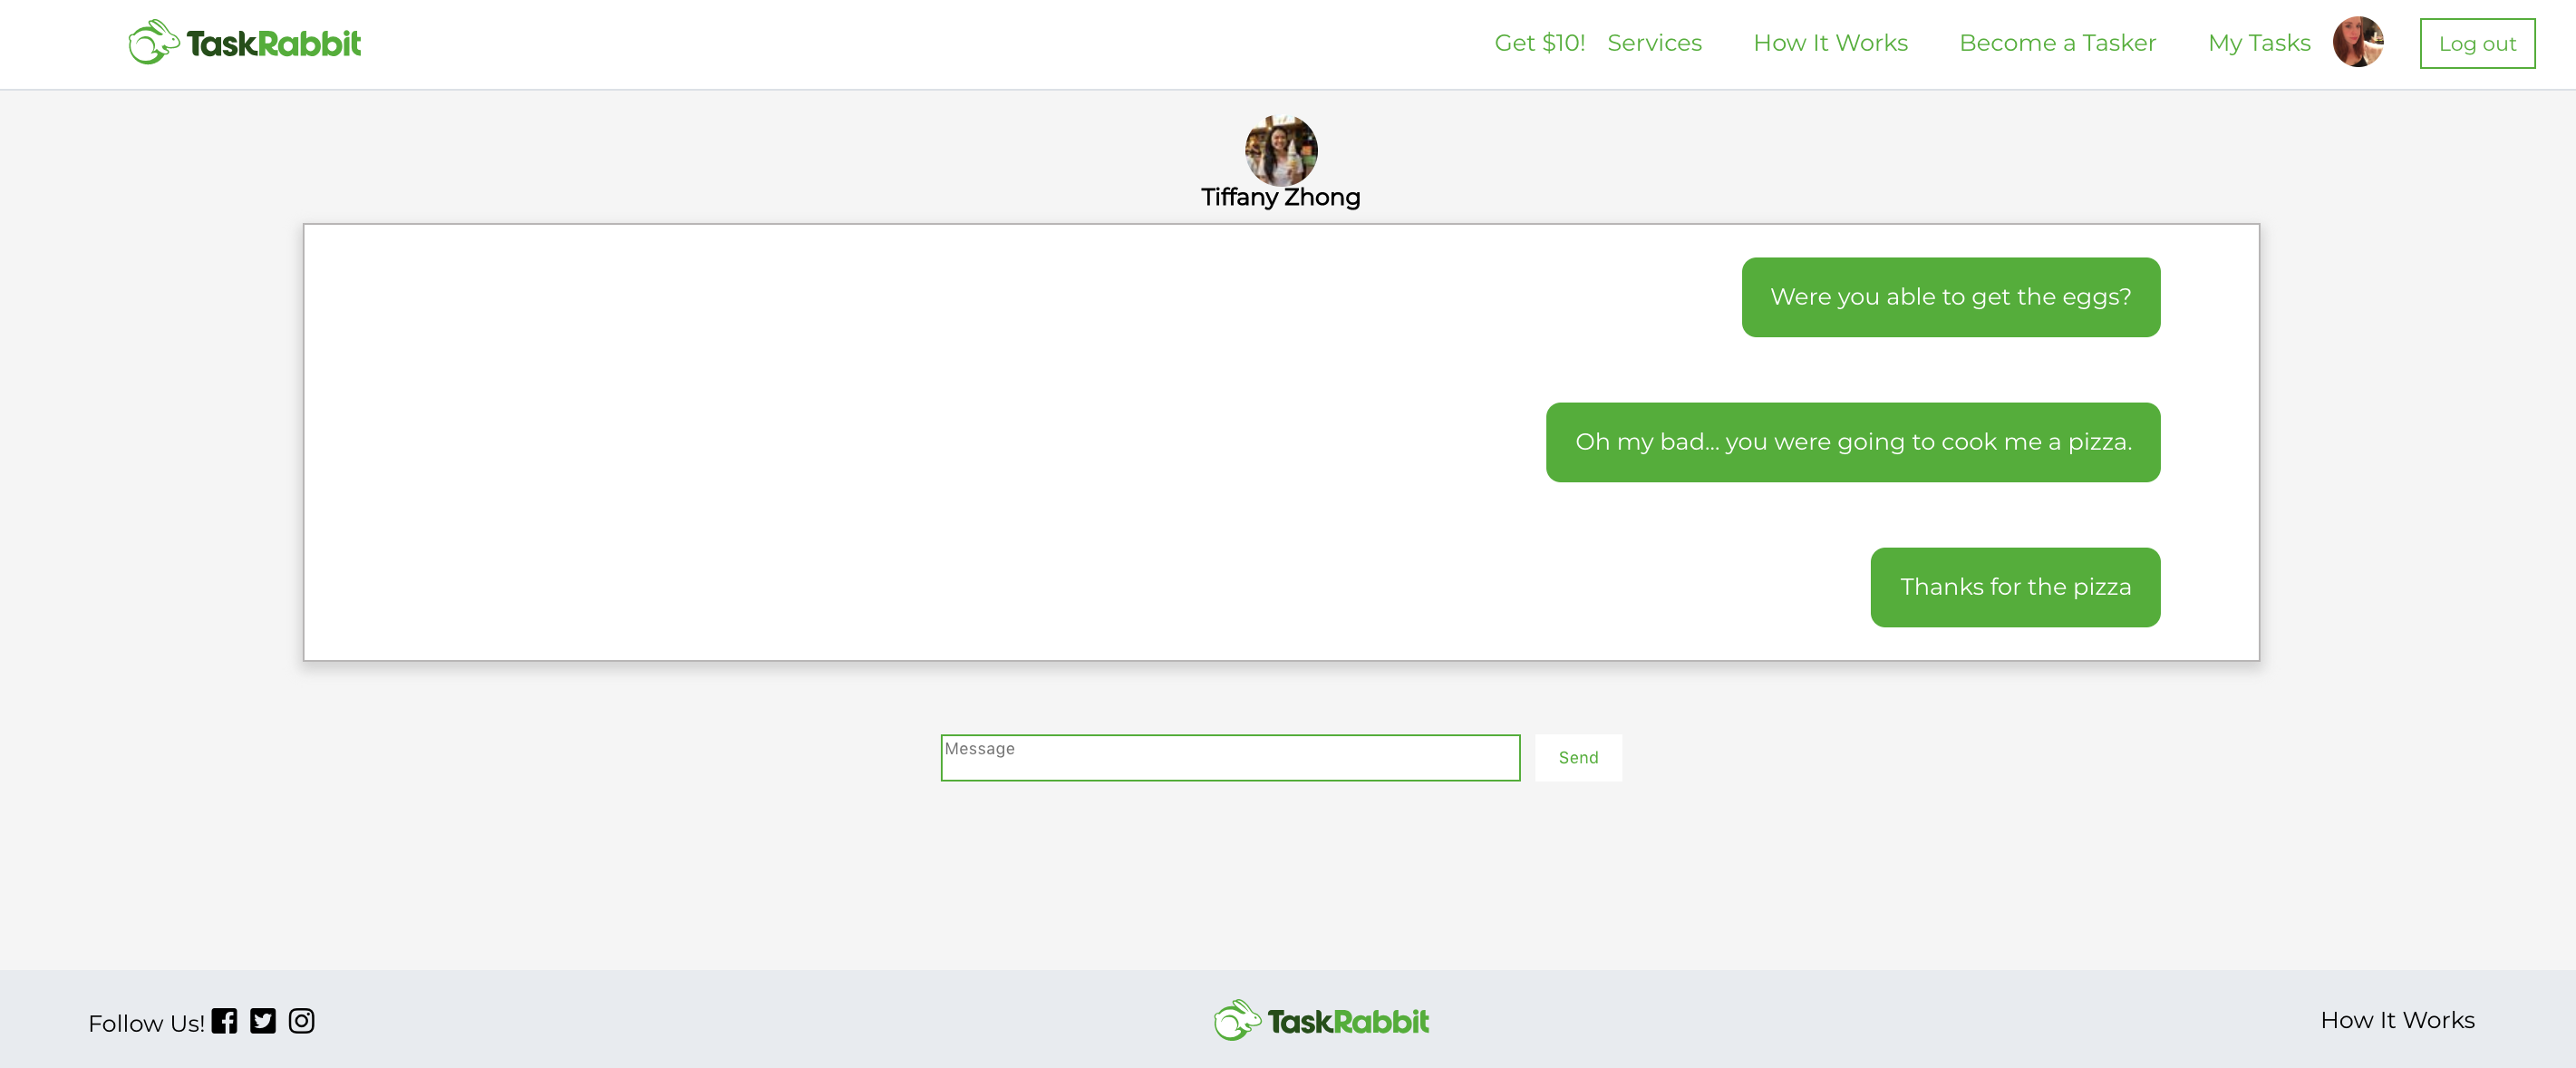 TaskRabbit
Get $10! Services How It Works Become a Tasker My Tasks Log out
Tiffany Zhong
Were you able to get the eggs?
Oh my bad... you were going to cook me a pizza.
Thanks for the pizza
Message
Send
Follow Us!
TaskRabbit
How It Works